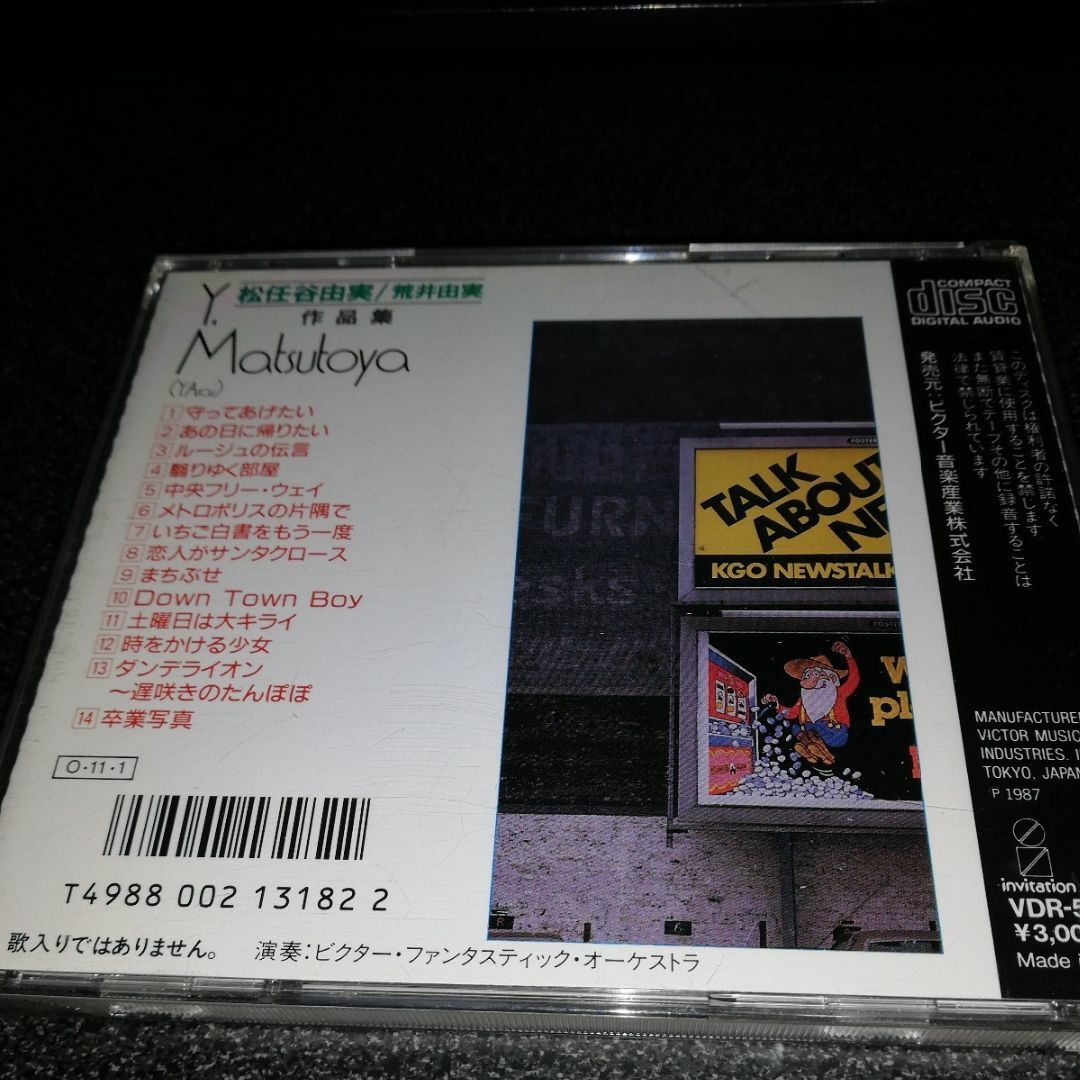 Y. 松任谷由実/荒井由実
作品集
Matsutoya
(Y.Arai)
1 守ってあげたい
2 あの日に帰りたい
3 ルージュの伝言
4 翳りゆく部屋
5 中央フリー・ウェイ
6 メトロポリスの片隅で
7 いちご白書をもう一度
8 恋人がサンタクロース
9 まちぶせ
10 Down Town Boy
11 土曜日は大キライ
12 時をかける少女
13 ダンデライオン
〜遅咲きのたんぽぽ
14 卒業写真
O・11・1
T4988 002 13182 2
歌入りではありません。 演奏:ビクター・ファンタスティック・オーケストラ
TALK
ABOUT
KGO NEWSTALK
COMPACT
disc
DIGITAL AUDIO
このディスクは権利者の許諾なく
賃貸業に使用することを禁じます
また無断でテープその他に録音することは
法律で禁じられています
発売元:ビクター音楽産業株式会社
MANUFACTURED
VICTOR MUSIC
INDUSTRIES.
TOKYO, JAPAN
P 1987
invitation
VDR-5
¥3,00
Made